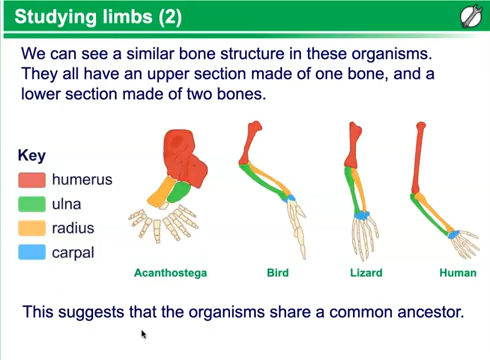 Studying limbs (2)
We can see a similar bone structure in these organisms.
They all have an upper section made of one bone, and a
lower section made of two bones.
Key
humerus
ulna
radius
carpal
Acanthostega
Bird
Lizard
Human
This suggests that the organisms share a common ancestor.